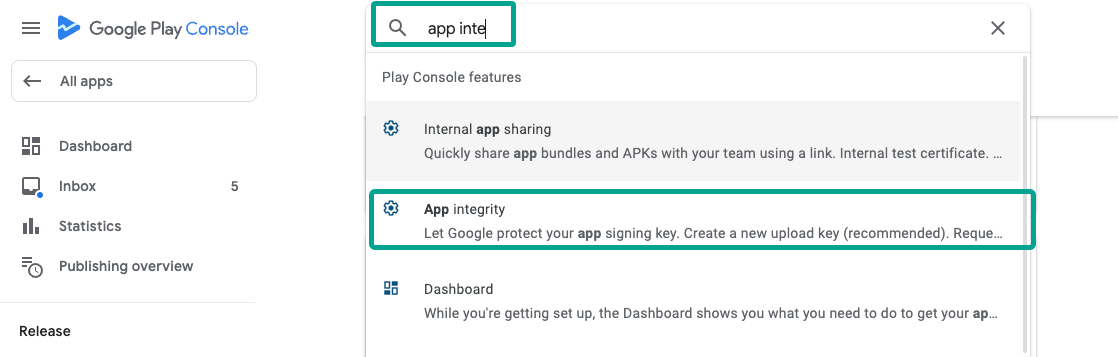 Google Play Console
app inte
All apps
Play Console features
Internal app sharing
Quickly share app bundles and APKs with your team using a link. Internal test certificate. ...
Dashboard
Inbox 5
App integrity
Let Google protect your app signing key. Create a new upload key (recommended). Reque...
Statistics
Publishing overview
Dashboard
While you're getting set up, the Dashboard shows you what you need to do to get your ap...
Release